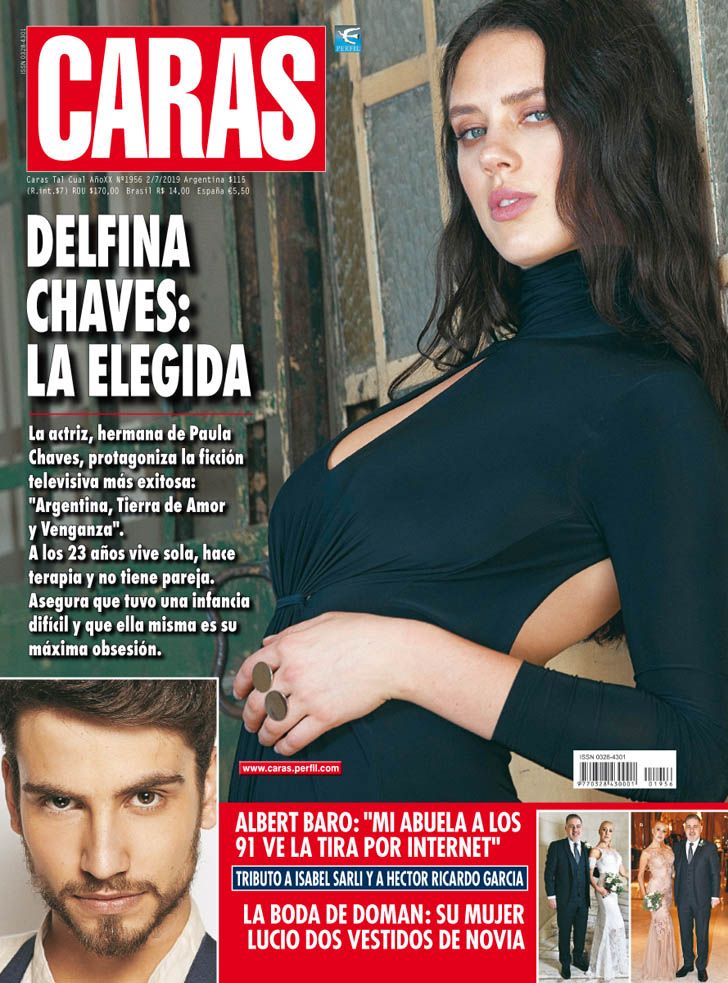 ISSN 0328-4301
CARAS
PERFIL
Caras Tal Cual AñoXX Nº1956 2/7/2019 Argentina $115
(R.int.$7) ROU $170,00 Brasil R$ 14,00 España €5,50
DELFINA
CHAVES:
LA ELEGIDA
La actriz, hermana de Paula
Chaves, protagoniza la ficción
televisiva más exitosa:
"Argentina, Tierra de Amor
y Venganza".
A los 23 años vive sola, hace
terapia y no tiene pareja.
Asegura que tuvo una infancia
difícil y que ella misma es su
máxima obsesión.
www.caras.perfil.com
ISSN 0328-4301
9770328430001
01956
ALBERT BARO: "MI ABUELA A LOS
91 VE LA TIRA POR INTERNET"
TRIBUTO A ISABEL SARLI Y A HECTOR RICARDO GARCIA
LA BODA DE DOMAN: SU MUJER
LUCIO DOS VESTIDOS DE NOVIA